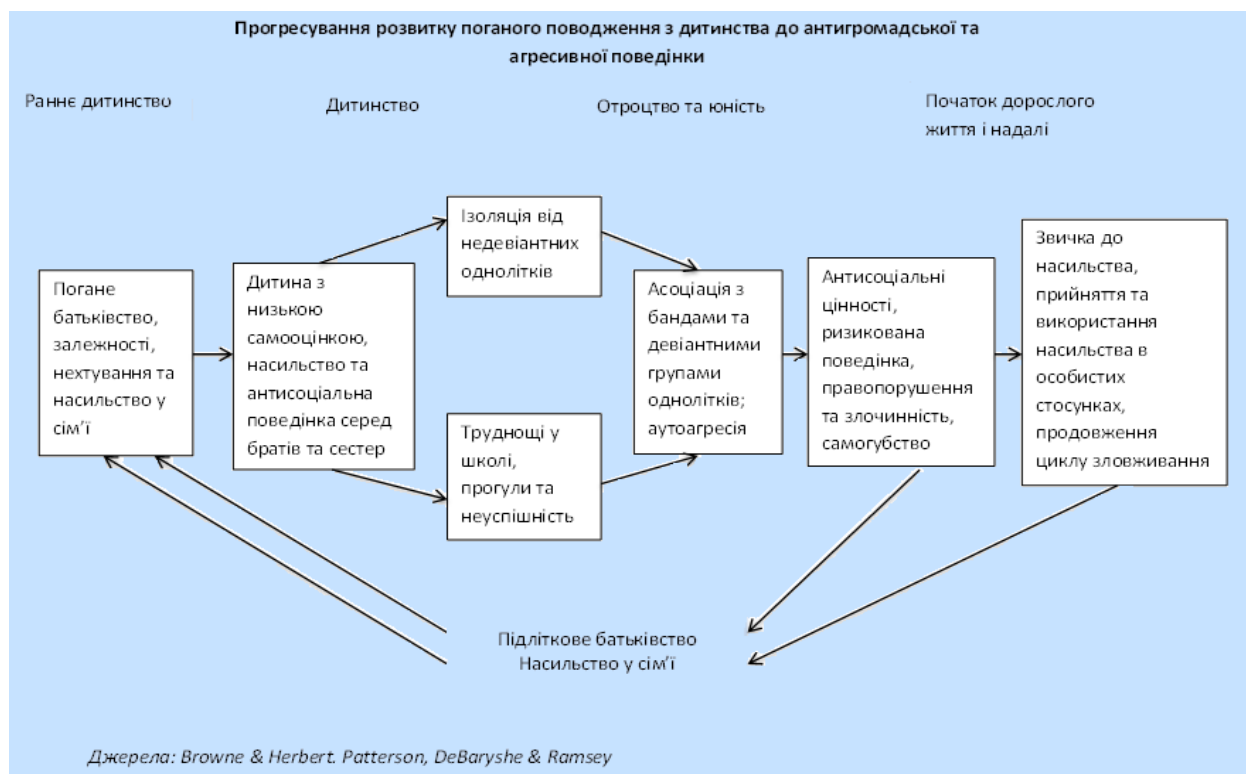 Прогресування розвитку поганого поводження з дитинства до антигромадської та
агресивної поведінки
Раннє дитинство
Дитинство
Отроцтво та юність
Початок дорослого
життя і надалі
Погане
батьківство,
залежності,
нехтування та
насильство у
сім’ї
Дитина з
низькою
самооцінкою,
насильство та
антисоціальна
поведінка серед
братів та сестер
Ізоляція від
недевіантних
однолітків
Труднощі у
школі,
прогули та
неуспішність
Асоціація з
бандами та
девіантними
групами
однолітків;
аутоагресія
Антисоціальні
цінності,
ризикована
поведінка,
правопорушення
та злочинність,
самогубство
Звичка до
насильства,
прийняття та
використання
насильства в
особистих
стосунках,
продовження
циклу зловживання
Підліткове батьківство
Насильство у сім’ї
Джерела: Browne & Herbert. Patterson, DeBaryshe & Ramsey